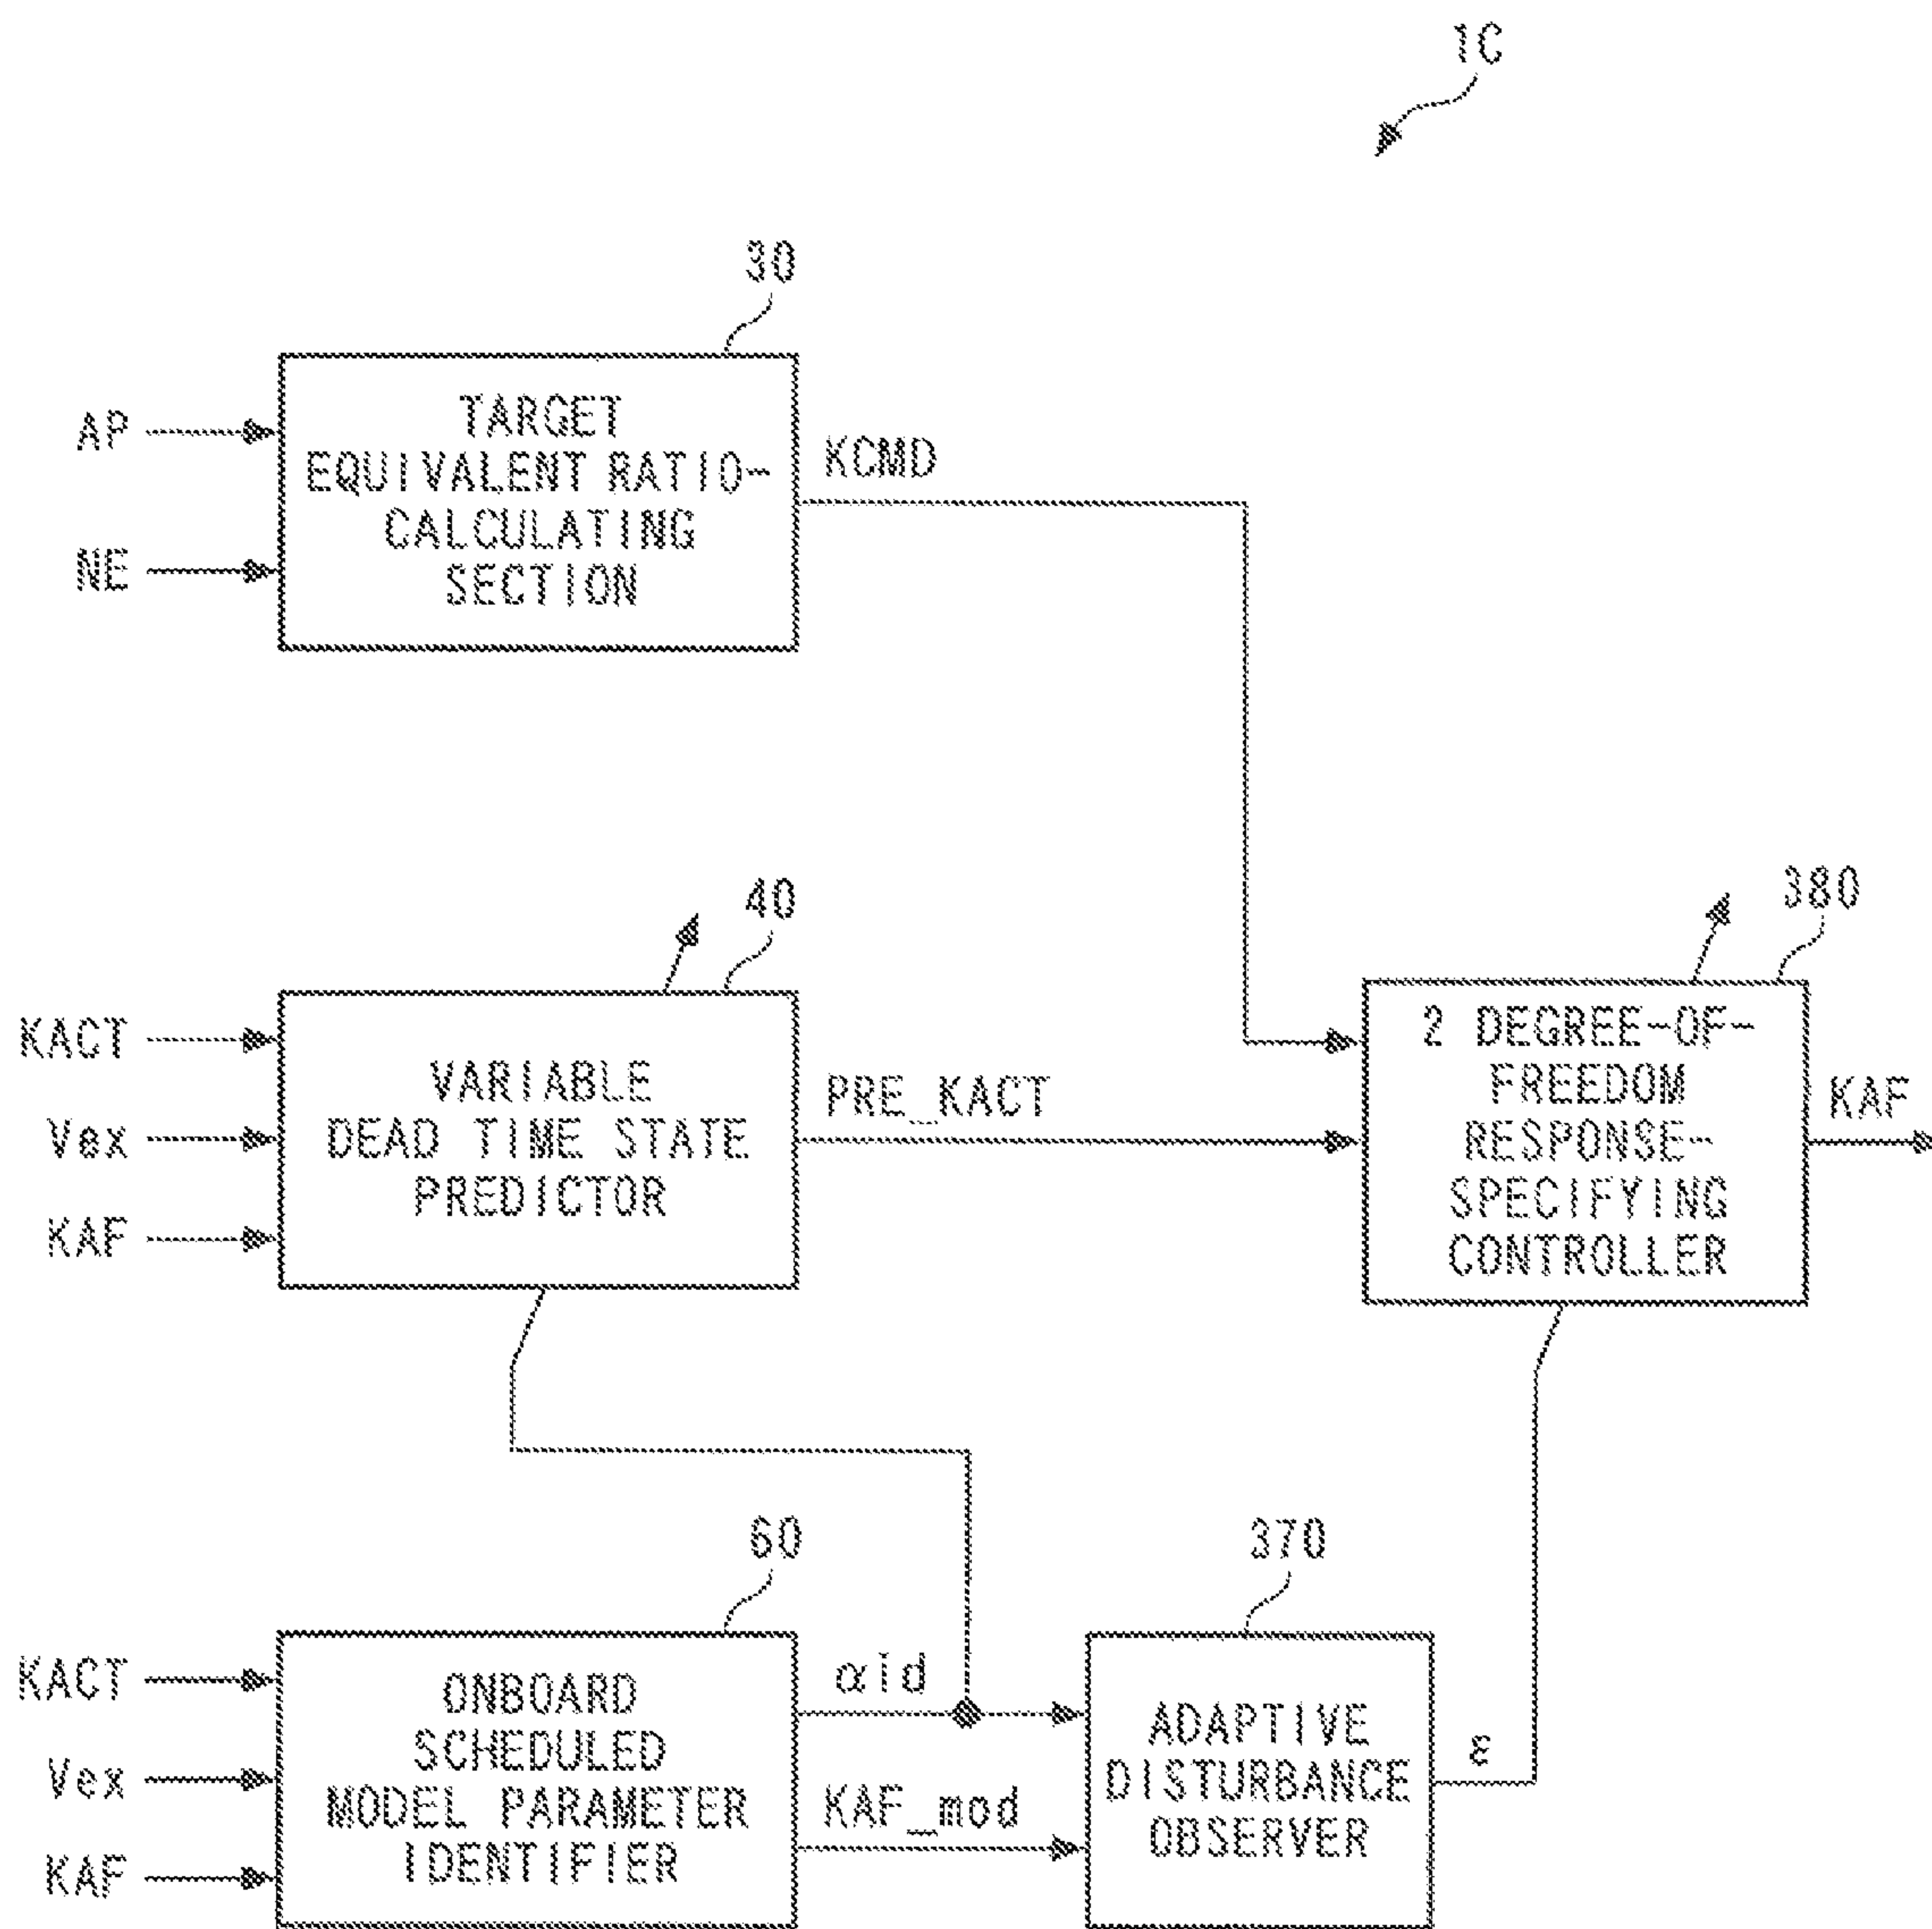 1C
30
AP
NE
TARGET
EQUIVALENT RATIO-
CALCULATING
SECTION
KCMD
40
KACT
Vex
KAF
VARIABLE
DEAD TIME STATE
PREDICTOR
PRE_KACT
380
2 DEGREE-OF-
FREEDOM
RESPONSE-
SPECIFYING
CONTROLLER
KAF
60
KACT
Vex
KAF
ONBOARD
SCHEDULED
MODEL PARAMETER
IDENTIFIER
αid
KAF_mod
370
ADAPTIVE
DISTURBANCE
OBSERVER
ε